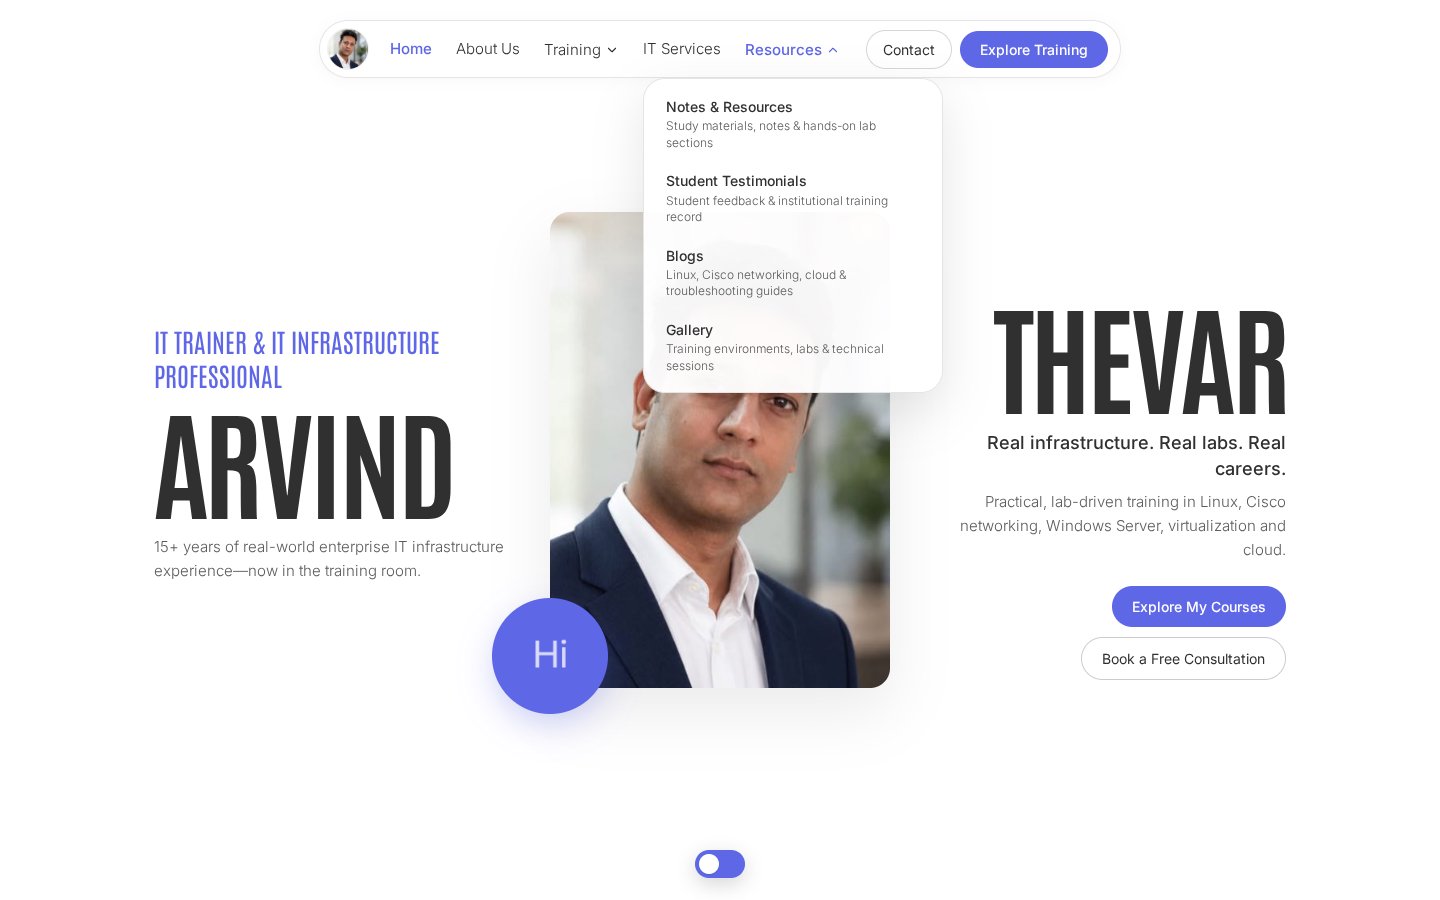 Home
About Us
Training
IT Services
Resources
Contact
Explore Training
Notes & Resources
Study materials, notes & hands-on lab
sections
Student Testimonials
Student feedback & institutional training
record
Blogs
Linux, Cisco networking, cloud &
troubleshooting guides
Gallery
Training environments, labs & technical
sessions
IT TRAINER & IT INFRASTRUCTURE
PROFESSIONAL
ARVIND
15+ years of real-world enterprise IT infrastructure
experience—now in the training room.
Hi
THEVAR
Real infrastructure. Real labs. Real
careers.
Practical, lab-driven training in Linux, Cisco
networking, Windows Server, virtualization and
cloud.
Explore My Courses
Book a Free Consultation